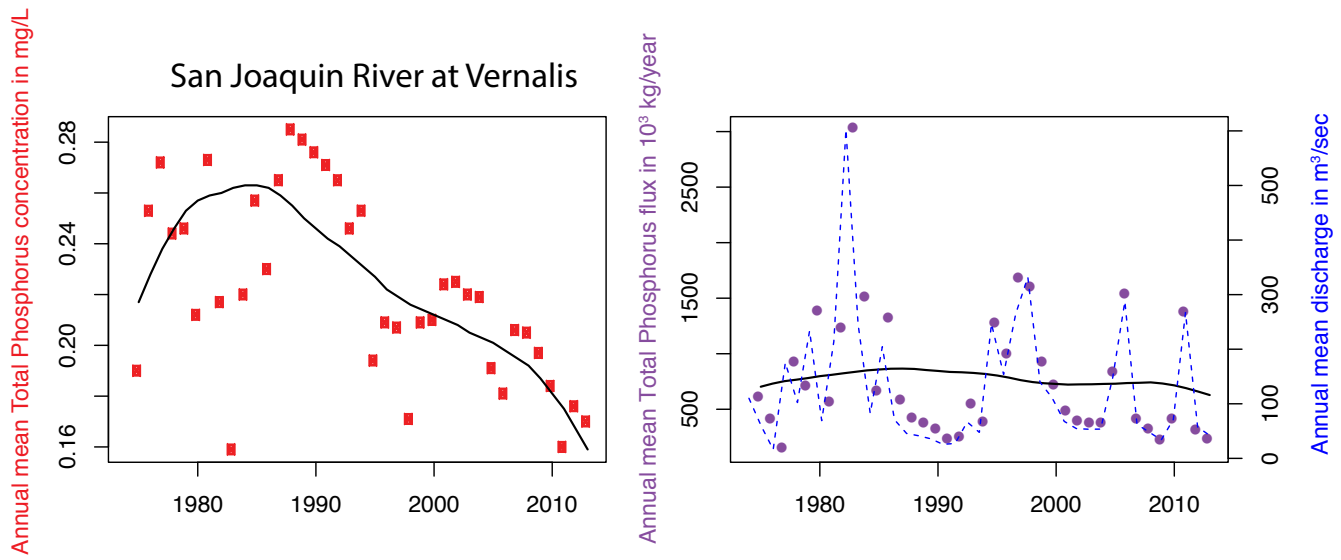 San Joaquin River at Vernalis
Annual mean Total Phosphorus concentration in mg/L
0.28
0.24
0.20
0.16
1980 1990 2000 2010
Annual mean Total Phosphorus flux in 10³ kg/year
2500
1500
500
1980 1990 2000 2010
500
300
100
0
Annual mean discharge in m³/sec